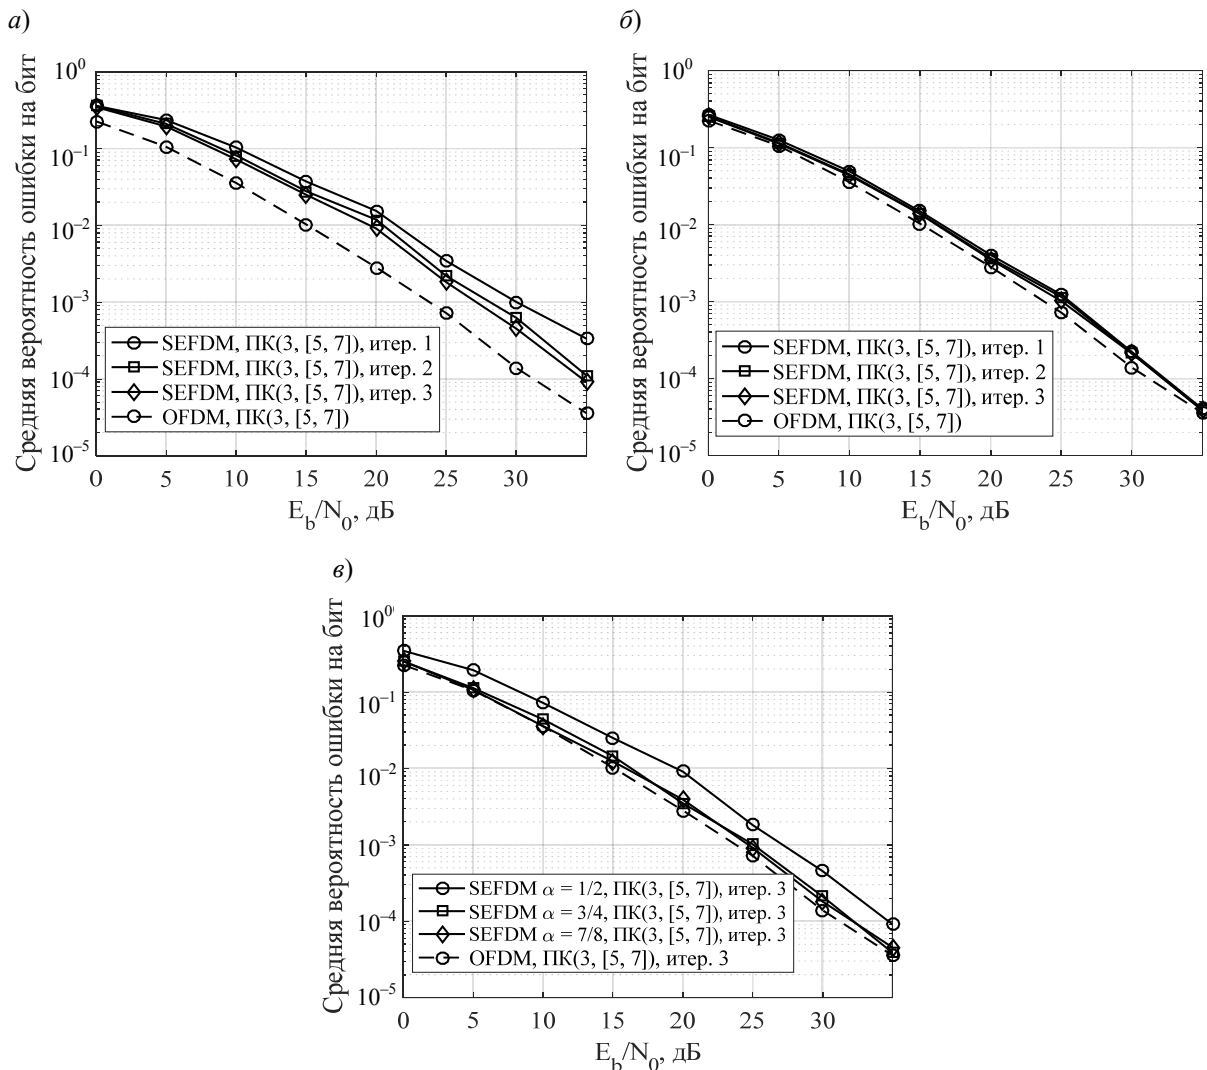 а)
Средняя вероятность ошибки на бит
10⁰
10⁻¹
10⁻²
10⁻³
10⁻⁴
10⁻⁵
SEFDM, ПК(3, [5, 7]), итер. 1
SEFDM, ПК(3, [5, 7]), итер. 2
SEFDM, ПК(3, [5, 7]), итер. 3
OFDM, ПК(3, [5, 7])
0 5 10 15 20 25 30
E_b/N_0, дБ
б)
Средняя вероятность ошибки на бит
10⁰
10⁻¹
10⁻²
10⁻³
10⁻⁴
10⁻⁵
SEFDM, ПК(3, [5, 7]), итер. 1
SEFDM, ПК(3, [5, 7]), итер. 2
SEFDM, ПК(3, [5, 7]), итер. 3
OFDM, ПК(3, [5, 7])
0 5 10 15 20 25 30
E_b/N_0, дБ
в)
Средняя вероятность ошибки на бит
10⁰
10⁻¹
10⁻²
10⁻³
10⁻⁴
10⁻⁵
SEFDM α = 1/2, ПК(3, [5, 7]), итер. 3
SEFDM α = 3/4, ПК(3, [5, 7]), итер. 3
SEFDM α = 7/8, ПК(3, [5, 7]), итер. 3
OFDM, ПК(3, [5, 7]), итер. 3
0 5 10 15 20 25 30
E_b/N_0, дБ